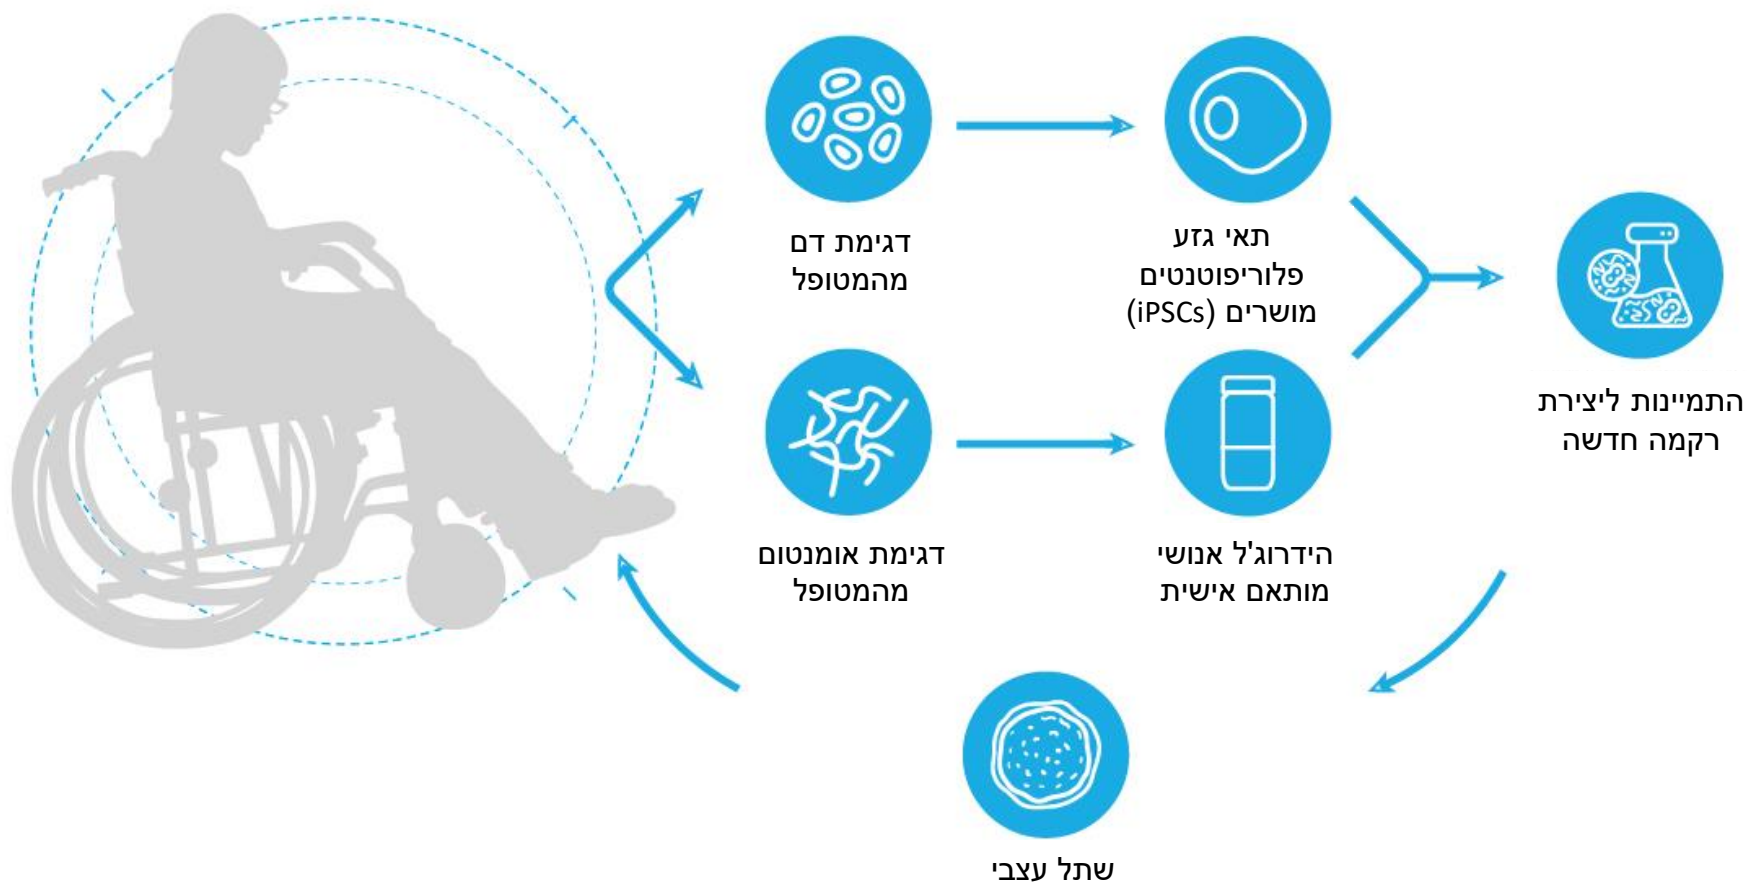 דגימת דם
מהמטופל
תאי גזע
פלוריפוטנטים
מושרים (iPSCs)
דגימת אומנטום
מהמטופל
הידרוג'ל אנושי
מותאם אישית
התמיינות ליצירת
רקמה חדשה
שתל עצבי